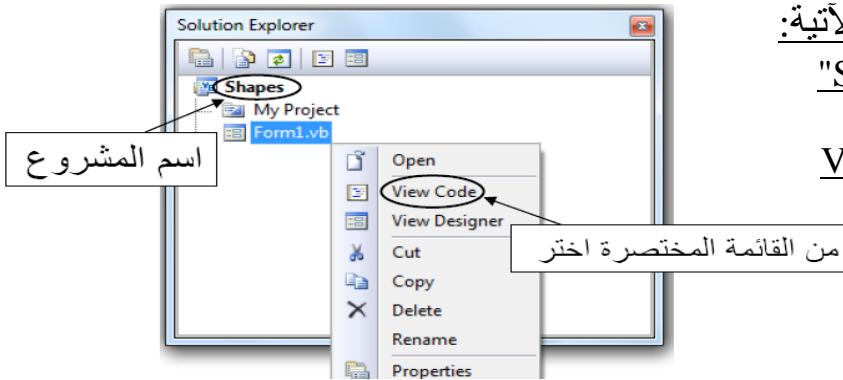 الآتية:
"S
V
Solution Explorer
Shapes
My Project
Form1.vb
اسم المشروع
Open
View Code
View Designer
من القائمة المختصرة اختر
Cut
Copy
Delete
Rename
Properties